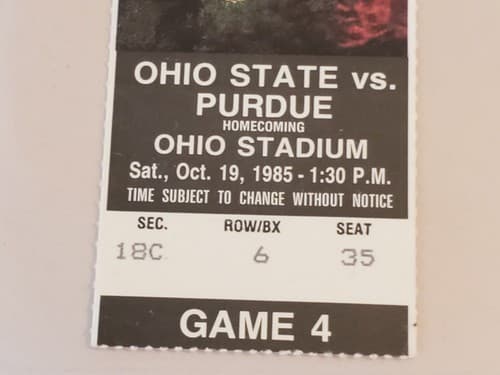 OHIO STATE vs.
PURDUE
HOMECOMING
OHIO STADIUM
Sat., Oct. 19, 1985 - 1:30 P.M.
TIME SUBJECT TO CHANGE WITHOUT NOTICE
SEC. ROW/BX SEAT
18C 6 35
GAME 4